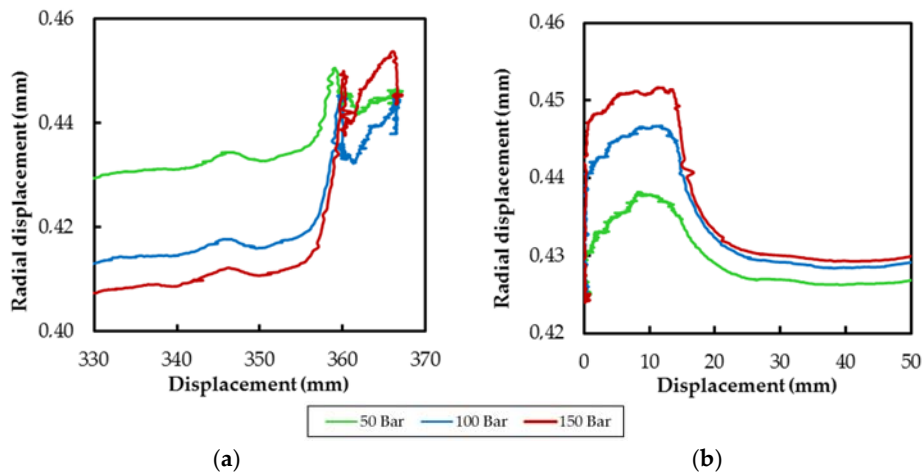 0.46
0.44
0.42
0.40
Radial displacement (mm)
330 340 350 360 370
Displacement (mm)
0.46
0.45
0.44
0.43
0.42
Radial displacement (mm)
0 10 20 30 40 50
Displacement (mm)
50 Bar 100 Bar 150 Bar
(a) (b)